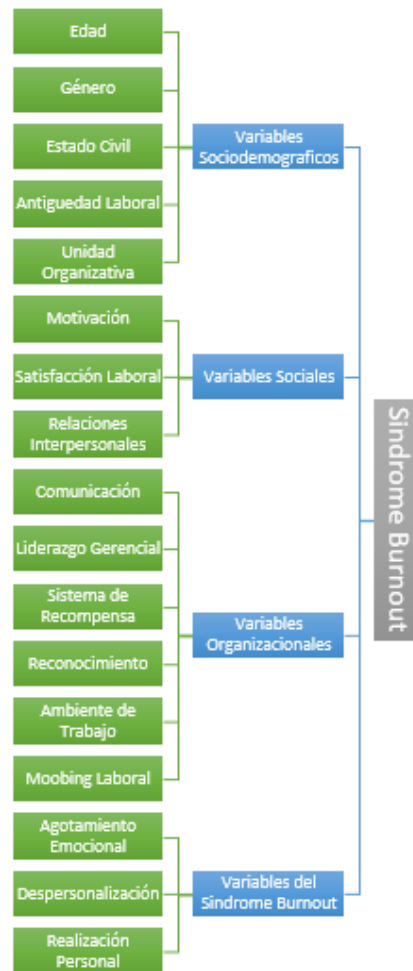 Edad
Género
Estado Civil
Antiguedad Laboral
Unidad
Organizativa
Variables
Sociodemograficos
Motivación
Satisfacción Laboral
Relaciones
Interpersonales
Variables Sociales
Comunicación
Liderazgo Gerencial
Sistema de
Recompensa
Reconocimiento
Ambiente de
Trabajo
Moobing Laboral
Variables
Organizacionales
Agotamiento
Emocional
Despersonalización
Realización
Personal
Variables del
Sindrome Burnout
Sindrome Burnout